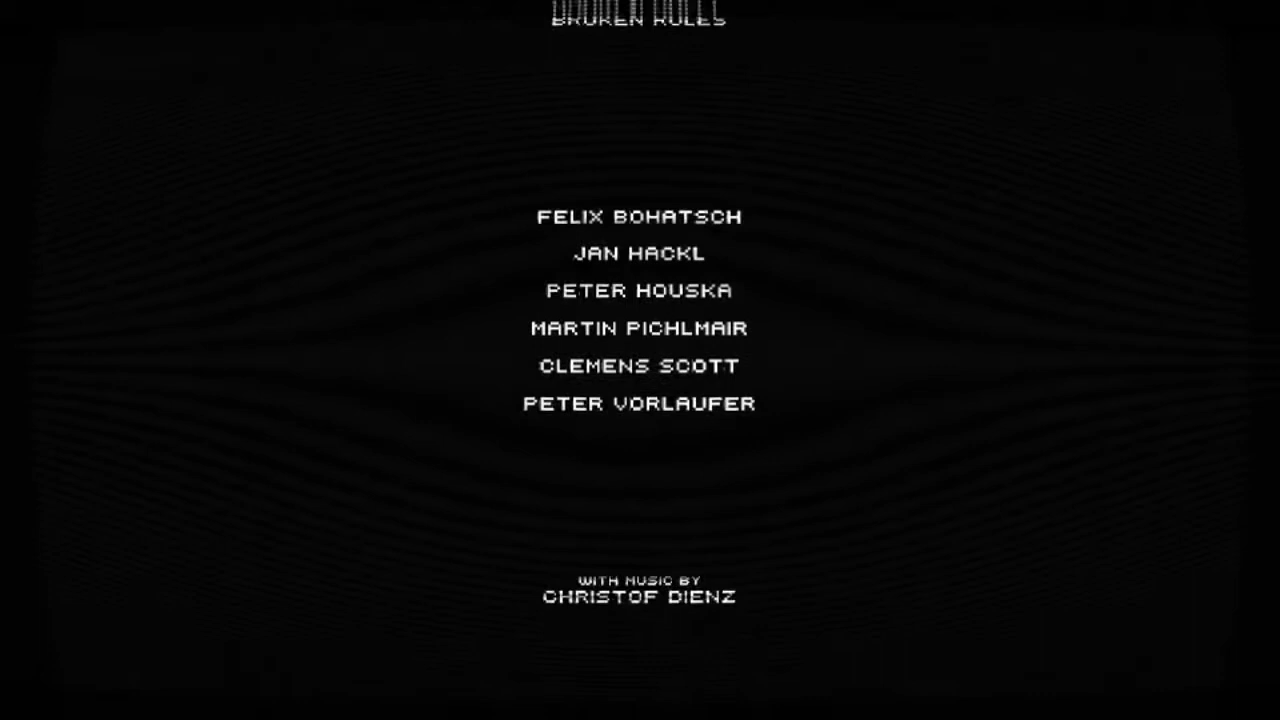 BROKEN RULES
FELIX BOHATSCH
JAN HACKL
PETER HOUSKA
MARTIN PICHLMAIR
CLEMENS SCOTT
PETER VORLAUFER
WITH MUSIC BY
CHRISTOF DIENZ